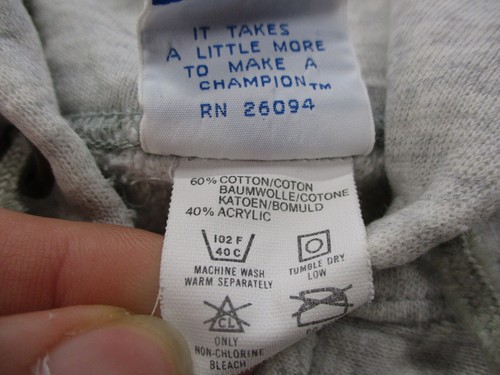 IT TAKES
A LITTLE MORE
TO MAKE A
CHAMPION™
RN 26094
60% COTTON/COTON
BAUMWOLLE/COTONE
KATOEN/BOMULD
40% ACRYLIC
102 F
40 C
MACHINE WASH
WARM SEPARATELY
TUMBLE DRY
LOW
CL
ONLY
NON-CHLORINE
BLEACH